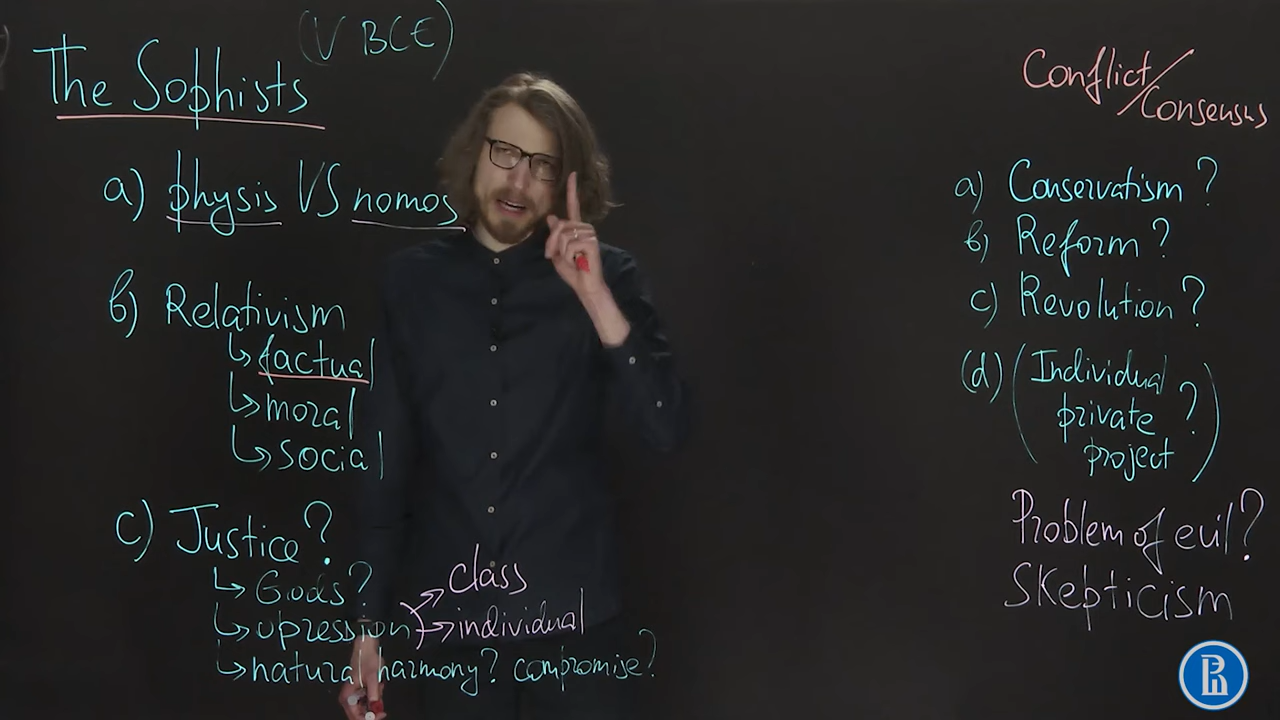 The Sophists (V BCE)
a) physis VS nomos
b) Relativism
↳ factual
↳ moral
↳ social
c) Justice?
↳ Gods?
↳ upression → class
→ individual
↳ natural harmony? compromise?
Conflict/
Consensus
a) Conservatism?
b) Reform?
c) Revolution?
(d) (Individual
private ?
project)
Problem of evil?
Skepticism